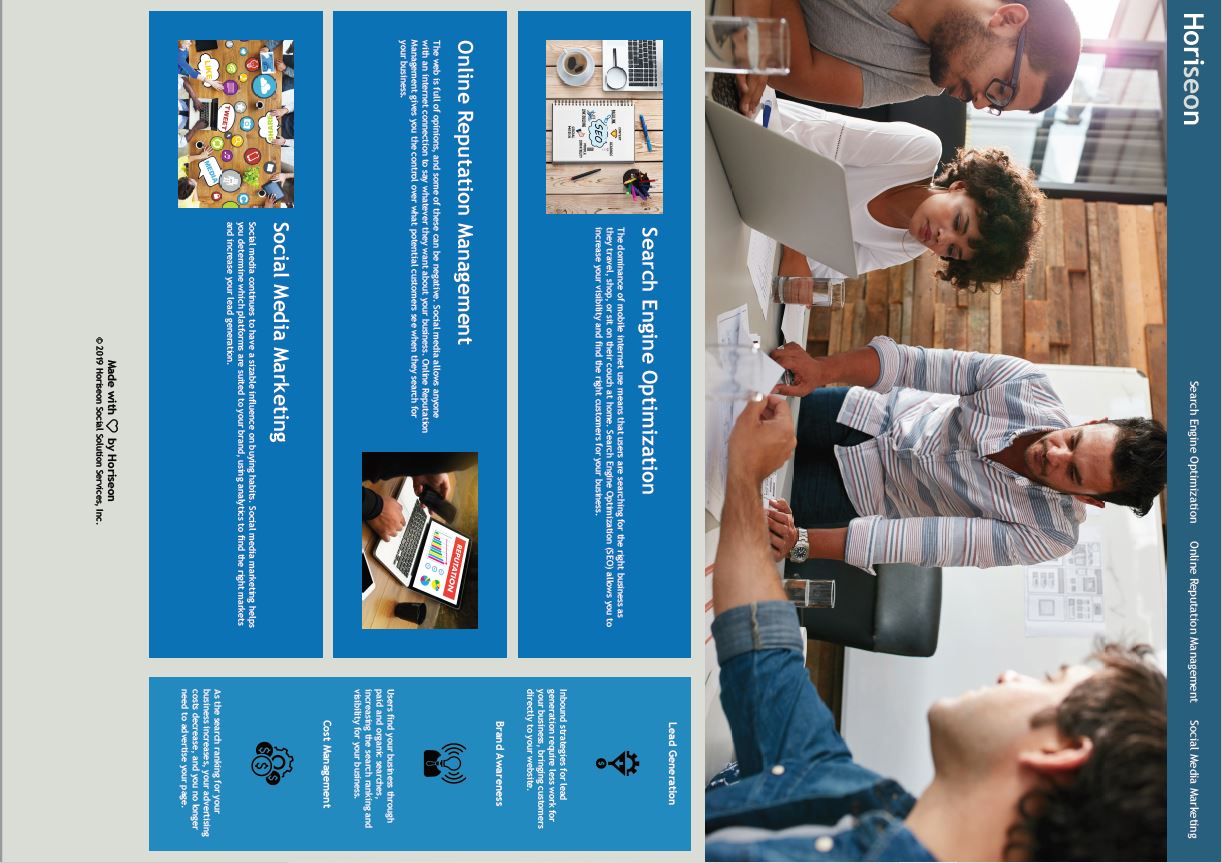 Horiseon
Search Engine Optimization
Online Reputation Management
Social Media Marketing
SEO
Search Engine Optimization
The dominance of mobile internet use means that users are searching for the right business as
they travel, shop, or sit on their couch at home. Search Engine Optimization (SEO) allows you to
increase your visibility and find the right customers for your business.
Online Reputation Management
The web is full of opinions, and some of these can be negative. Social media allows anyone
with an internet connection to say whatever they want about your business. Online Reputation
Management gives you the control over what potential customers see when they search for
your business.
REPUTATION
SHARE
TWEET
LIKE
MEDIA
Social Media Marketing
Social media continues to have a sizable influence on buying habits. Social media marketing helps
you determine which platforms are suited to your brand, using analytics to find the right markets
and increase your lead generation.
Lead Generation
Inbound strategies for lead
generation require less work for
your business, bringing customers
directly to your website.
Brand Awareness
Users find your business through
paid and organic searches,
increasing the search ranking and
visibility for your business.
Cost Management
As the search ranking for your
business increases, your advertising
costs decrease, and you no longer
need to advertise your page.
Made with ♡ by Horiseon
© 2019 Horiseon Social Solution Services, Inc.